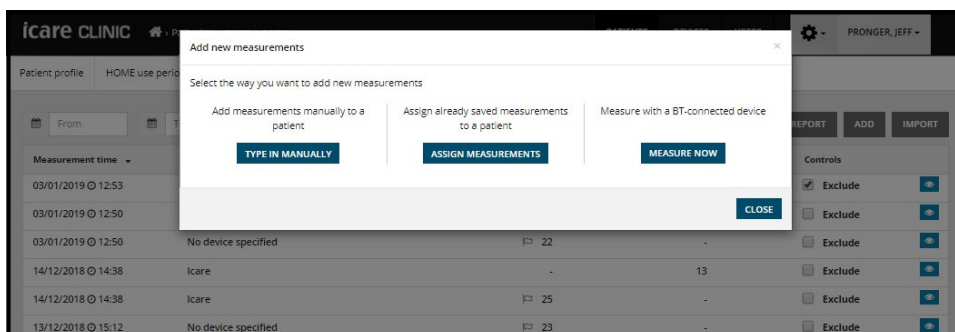 icare CLINIC
PRONGER, JEFF
Add new measurements
×
Patient profile
HOME use perio
Select the way you want to add new measurements
Add measurements manually to a
patient
Assign already saved measurements
to a patient
Measure with a BT-connected device
TYPE IN MANUALLY
ASSIGN MEASUREMENTS
MEASURE NOW
From
ADD
IMPORT
Measurement time
Controls
03/01/2019 12:53
Exclude
CLOSE
03/01/2019 12:50
Exclude
03/01/2019 12:50 No device specified 22 - Exclude
14/12/2018 14:38 Icare - 13 Exclude
14/12/2018 14:38 Icare 25 - Exclude
13/12/2018 15:12 No device specified 23 - Exclude